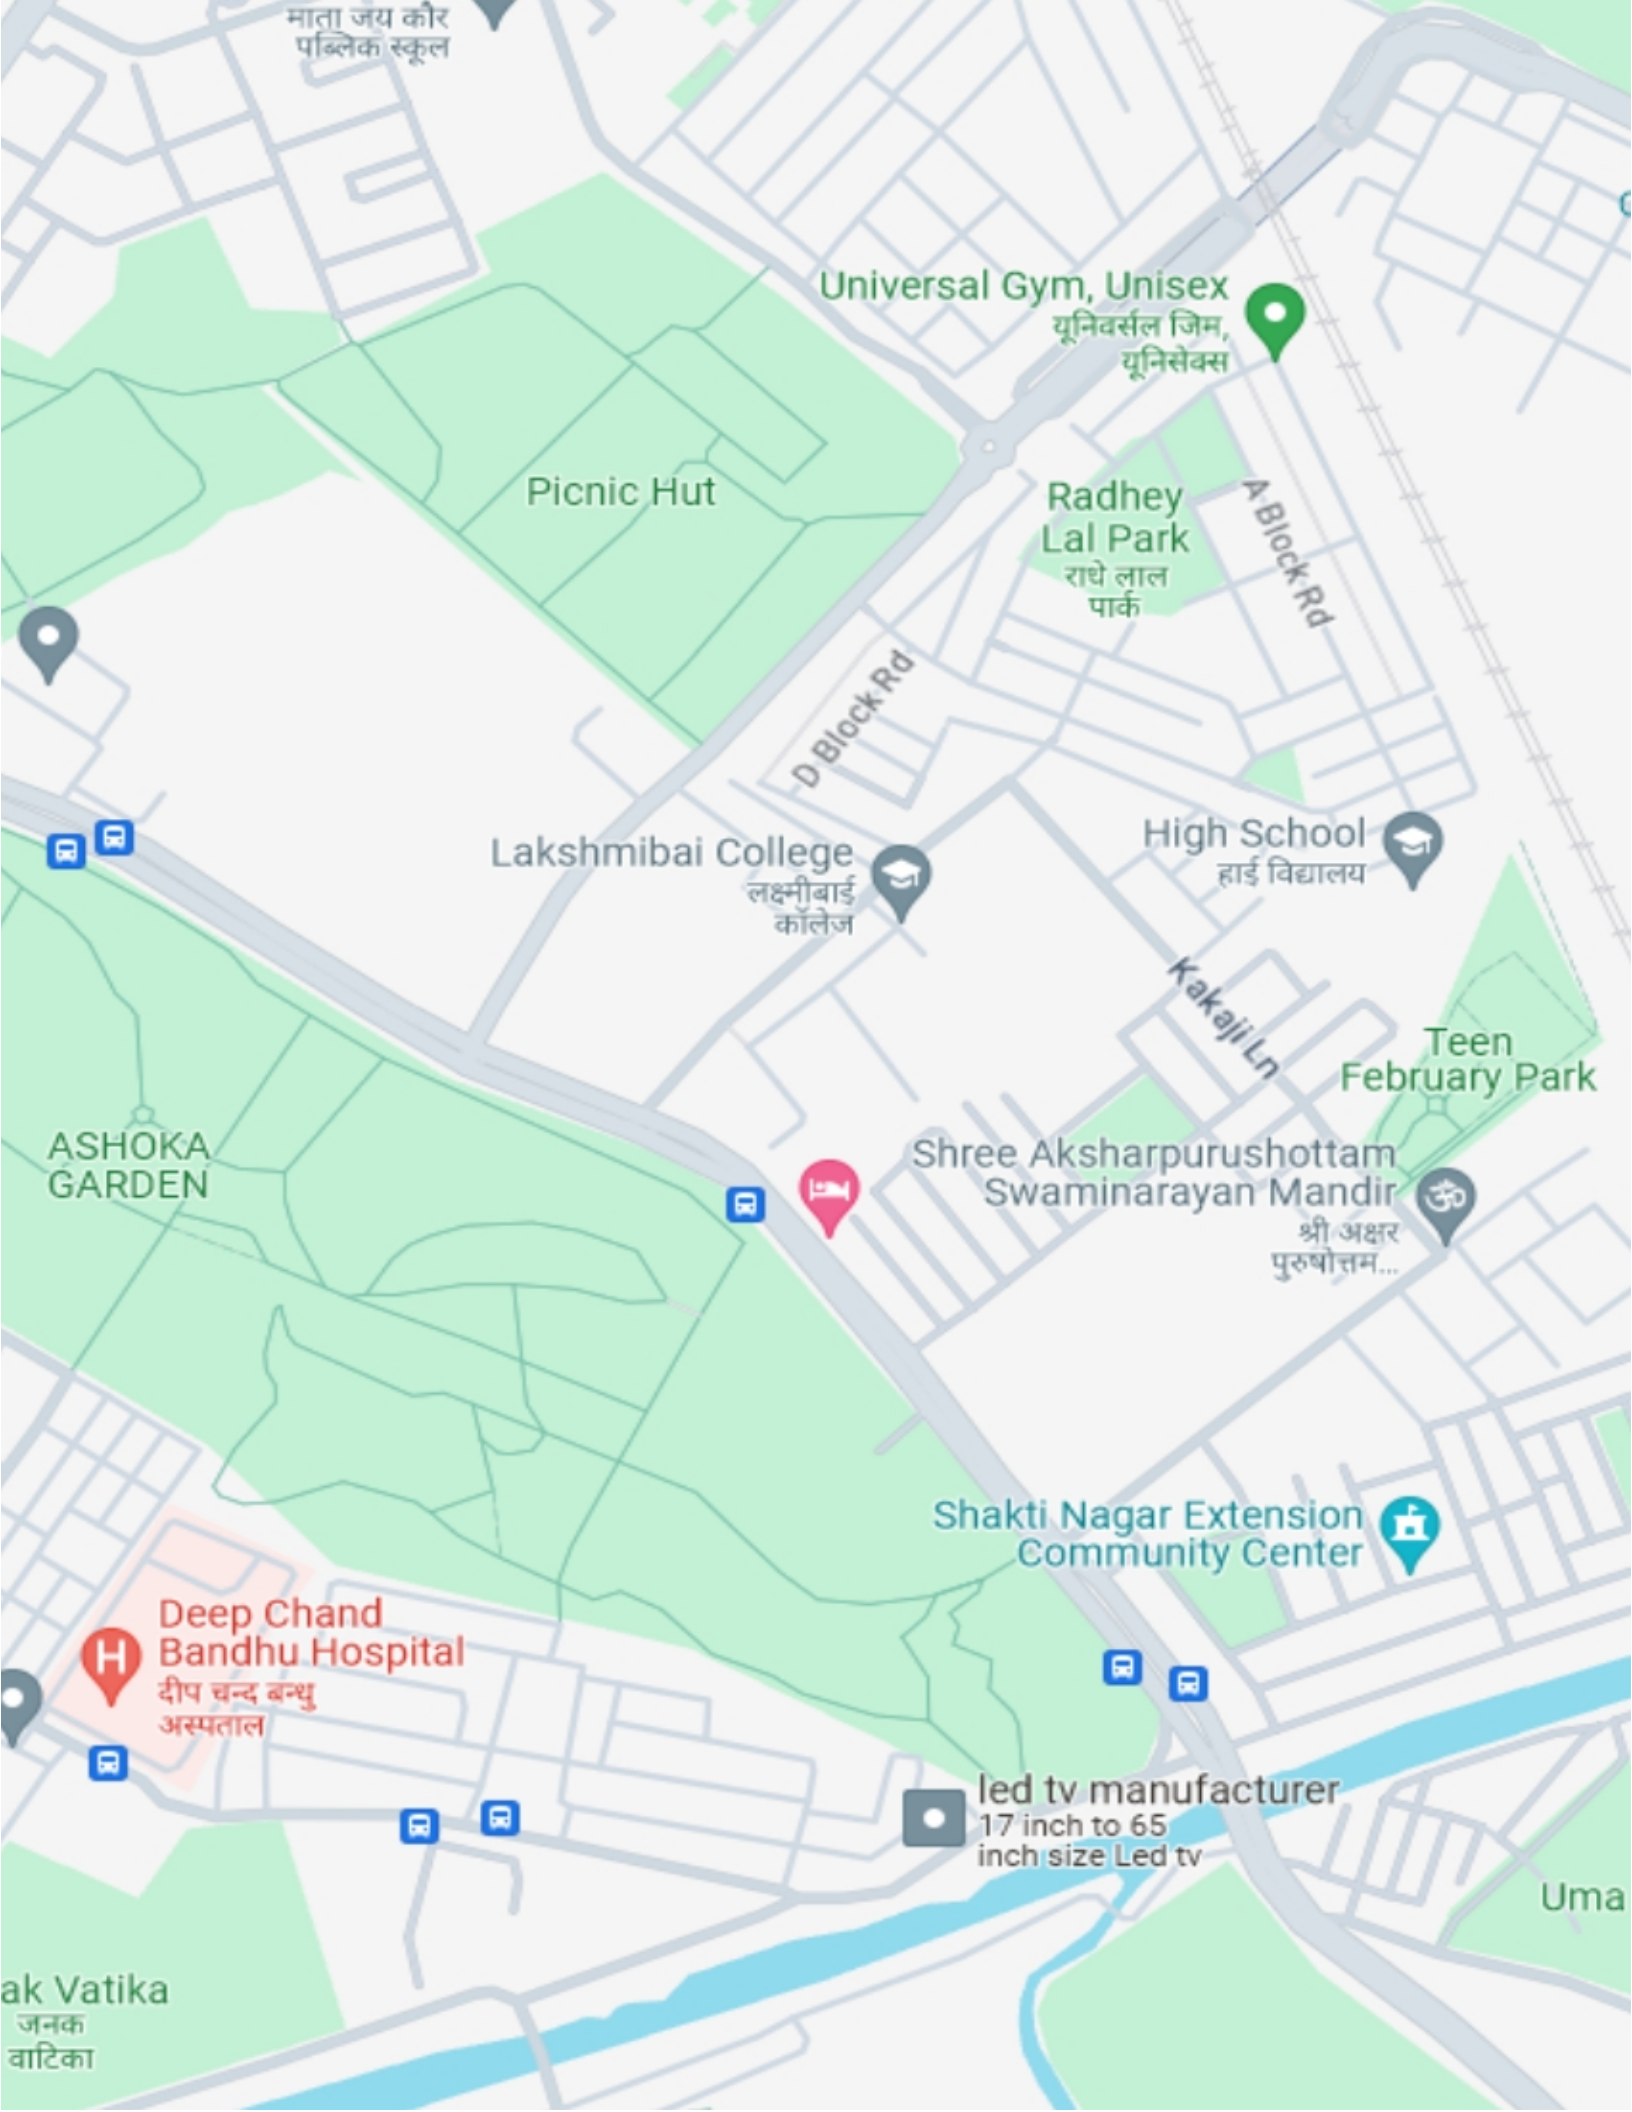 माता जय कौर
पब्लिक स्कूल
Universal Gym, Unisex
यूनिवर्सल जिम,
यूनिसेक्स
Picnic Hut
Radhey
Lal Park
राधे लाल
पार्क
A Block Rd
D Block Rd
Lakshmibai College
लक्ष्मीबाई
कॉलेज
High School
हाई विद्यालय
Kakaji Ln
Teen
February Park
ASHOKA
GARDEN
Shree Aksharpurushottam
Swaminarayan Mandir
श्री अक्षर
पुरुषोत्तम...
Shakti Nagar Extension
Community Center
H
Deep Chand
Bandhu Hospital
दीप चन्द बन्धु
अस्पताल
led tv manufacturer
17 inch to 65
inch size Led tv
Uma
ak Vatika
जनक
वाटिका